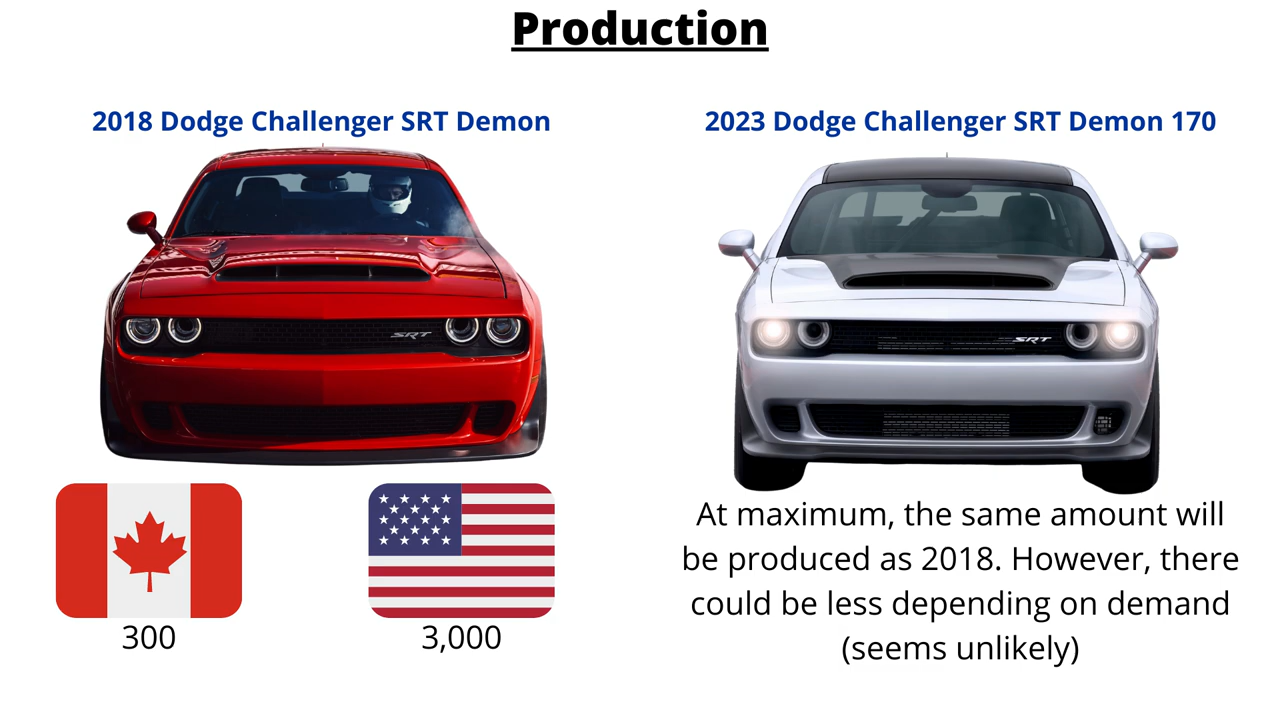 Production
2018 Dodge Challenger SRT Demon
2023 Dodge Challenger SRT Demon 170
SRT
SRT
At maximum, the same amount will
be produced as 2018. However, there
could be less depending on demand
(seems unlikely)
300
3,000